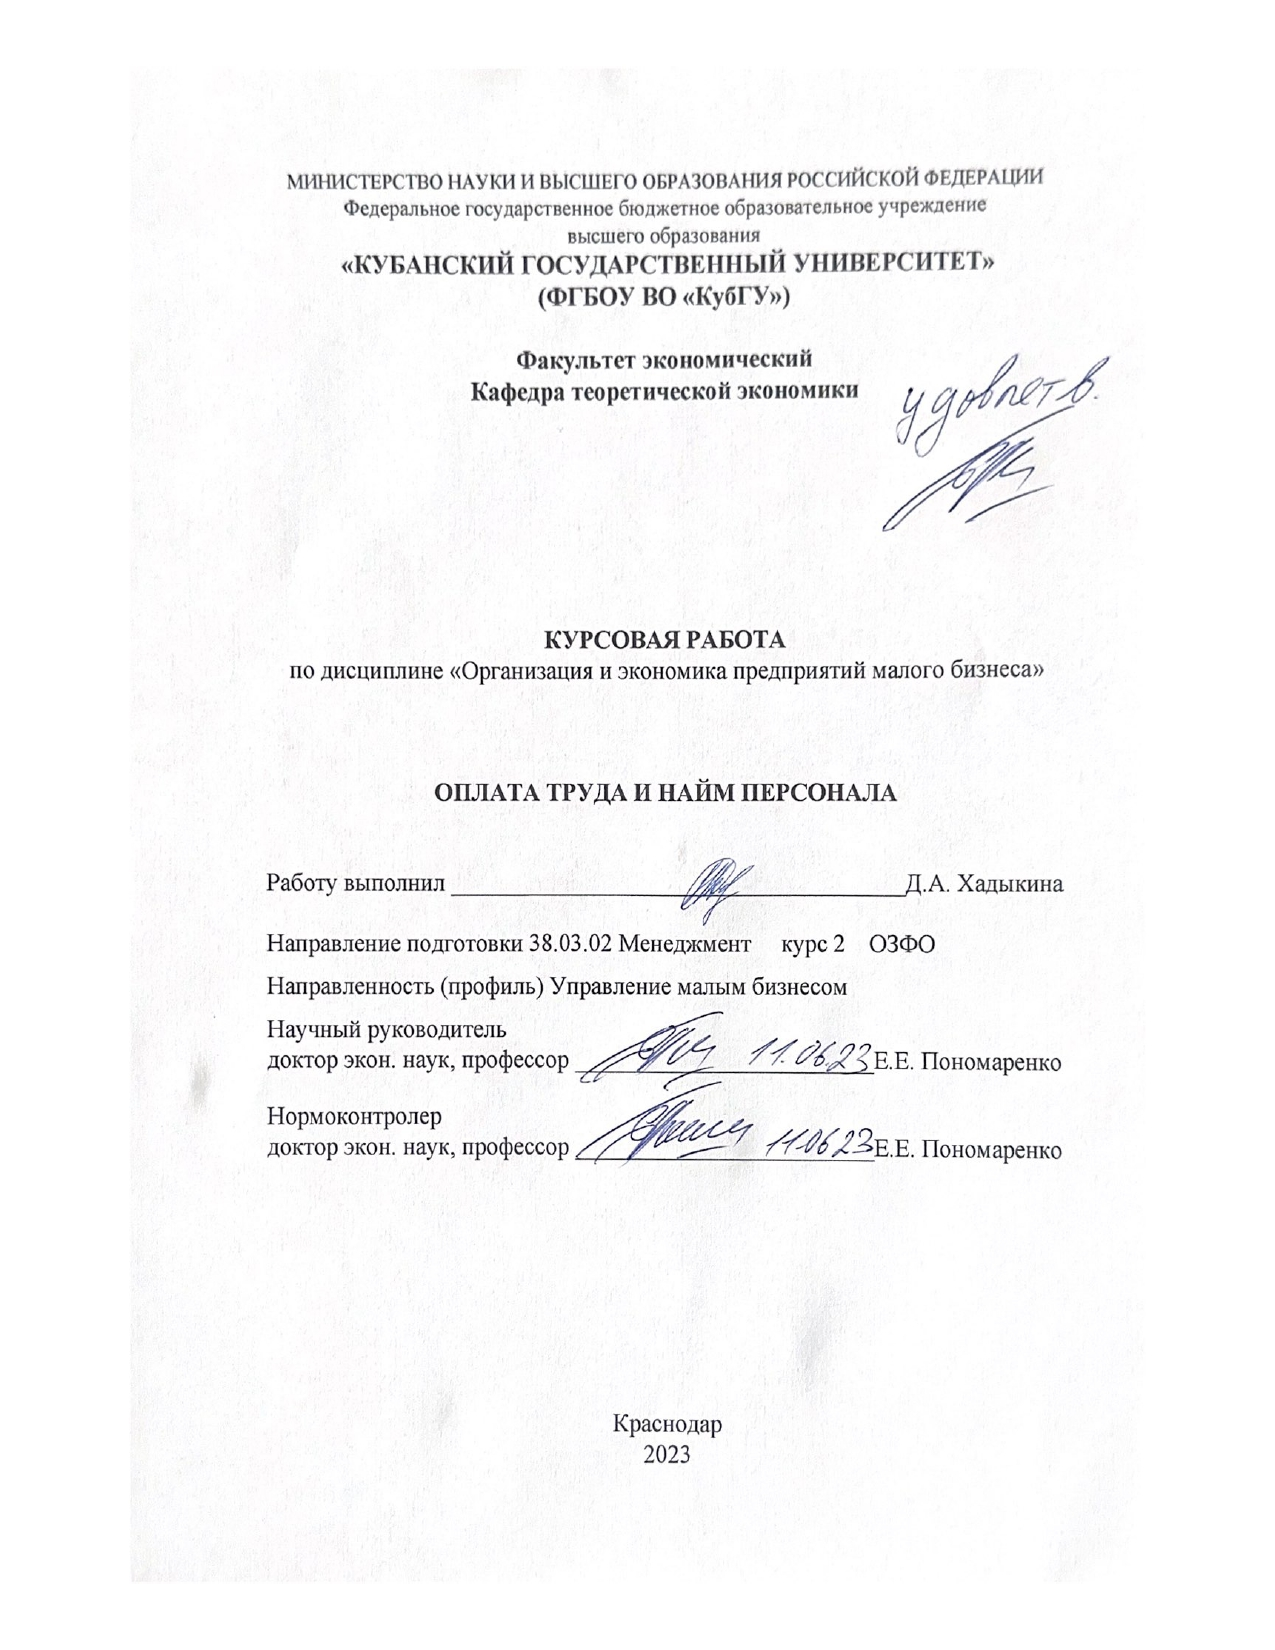 МИНИСТЕРСТВО НАУКИ И ВЫСШЕГО ОБРАЗОВАНИЯ РОССИЙСКОЙ ФЕДЕРАЦИИ
Федеральное государственное бюджетное образовательное учреждение
высшего образования
«КУБАНСКИЙ ГОСУДАРСТВЕННЫЙ УНИВЕРСИТЕТ»
(ФГБОУ ВО «КубГУ»)
Факультет экономический
Кафедра теоретической экономики
удовлетв.
КУРСОВАЯ РАБОТА
по дисциплине «Организация и экономика предприятий малого бизнеса»
ОПЛАТА ТРУДА И НАЙМ ПЕРСОНАЛА
Работу выполнил Д.А. Хадыкина
Направление подготовки 38.03.02 Менеджмент курс 2 ОЗФО
Направленность (профиль) Управление малым бизнесом
Научный руководитель
доктор экон. наук, профессор 11.06.23 Е.Е. Пономаренко
Нормоконтролер
доктор экон. наук, профессор 11.06 23 Е.Е. Пономаренко
Краснодар
2023